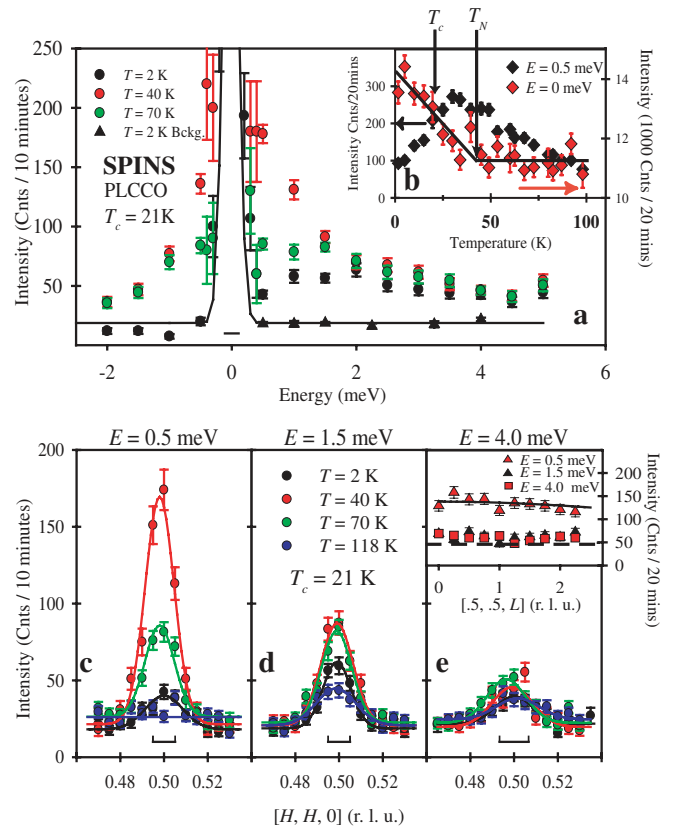 T_c T_N
250
200
150
100
50
Intensity (Cnts / 10 minutes)
T = 2 K
T = 40 K
T = 70 K
T = 2 K Bckg.
SPINS
PLCCO
T_c = 21K
E = 0.5 meV
E = 0 meV
300
200
100
Intensity Cnts/20mins
14
13
12
11
10
Intensity (1000 Cnts / 20 mins)
b
0 50 100
Temperature (K)
a
-2 0 2 4 6
Energy (meV)
E = 0.5 meV E = 1.5 meV E = 4.0 meV
200
150
100
50
0
Intensity (Cnts / 10 minutes)
T = 2 K
T = 40 K
T = 70 K
T = 118 K
T_c = 21 K
E = 0.5 meV
E = 1.5 meV
E = 4.0 meV
200
150
100
50
0
Intensity (Cnts / 20 mins)
0 1 2
[.5, .5, L] (r. l. u.)
c d e
0.48 0.50 0.52 0.48 0.50 0.52 0.48 0.50 0.52
[H, H, 0] (r. l. u.)